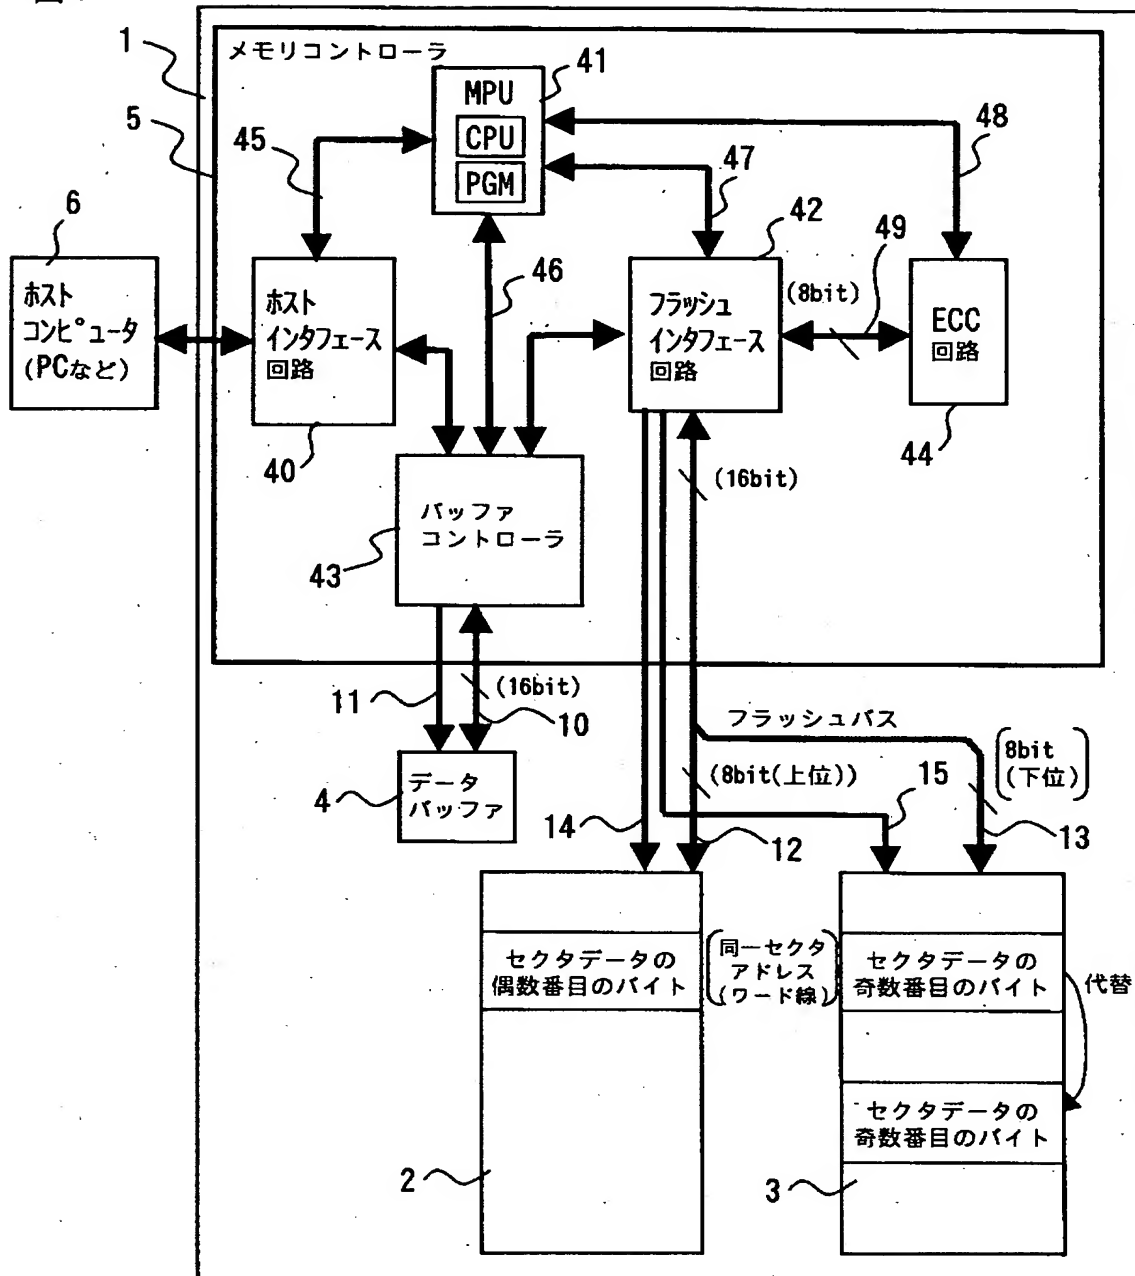 図
1
メモリコントローラ
41
MPU
CPU
PGM
5
45
48
47
6
42
49
46
ホスト
コンピュータ
(PCなど)
ホスト
インタフェース
回路
フラッシュ
インタフェース
回路
(8bit)
ECC
回路
40
44
(16bit)
バッファ
コントローラ
43
11
(16bit)
10
フラッシュバス
8bit
(下位)
4
データ
バッファ
(8bit(上位))
15
14
12
13
セクタデータの
偶数番目のバイト
同一セクタ
アドレス
(ワード線)
セクタデータの
奇数番目のバイト
代替
セクタデータの
奇数番目のバイト
2
3